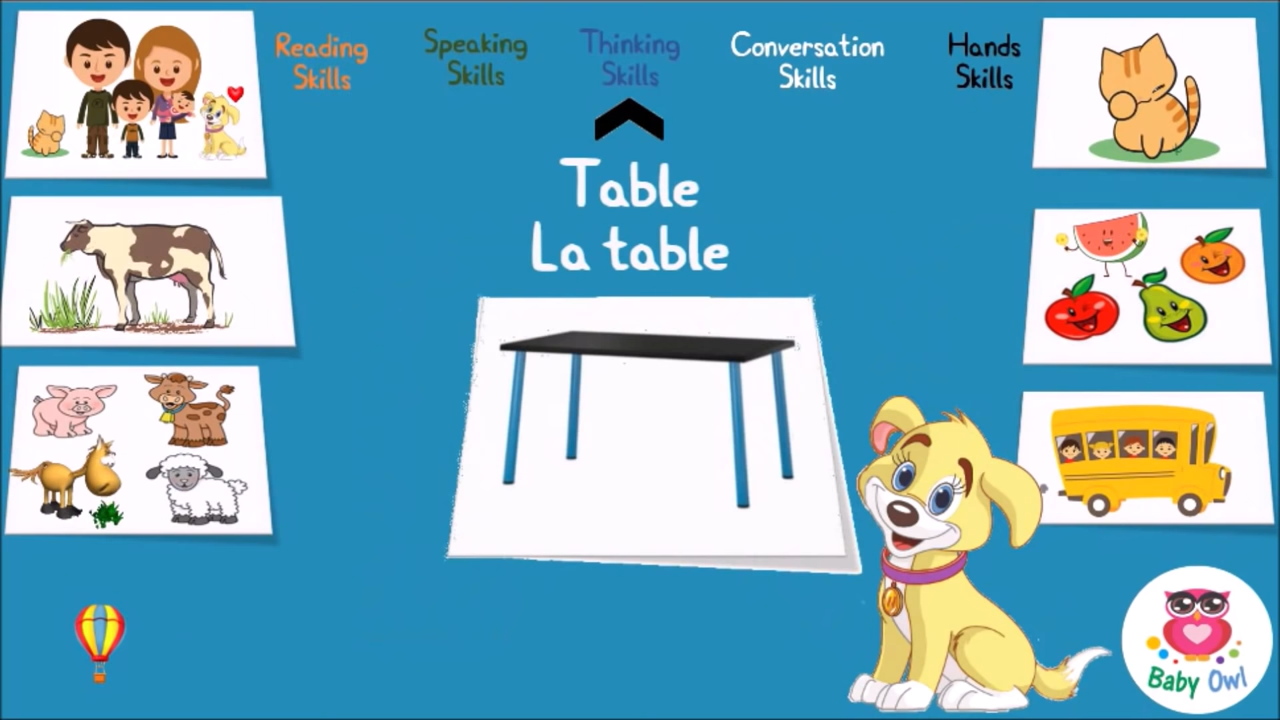 Reading
Skills
Speaking
Skills
Thinking
Skills
Conversation
Skills
Hands
Skills
Table
La table
Baby Owl